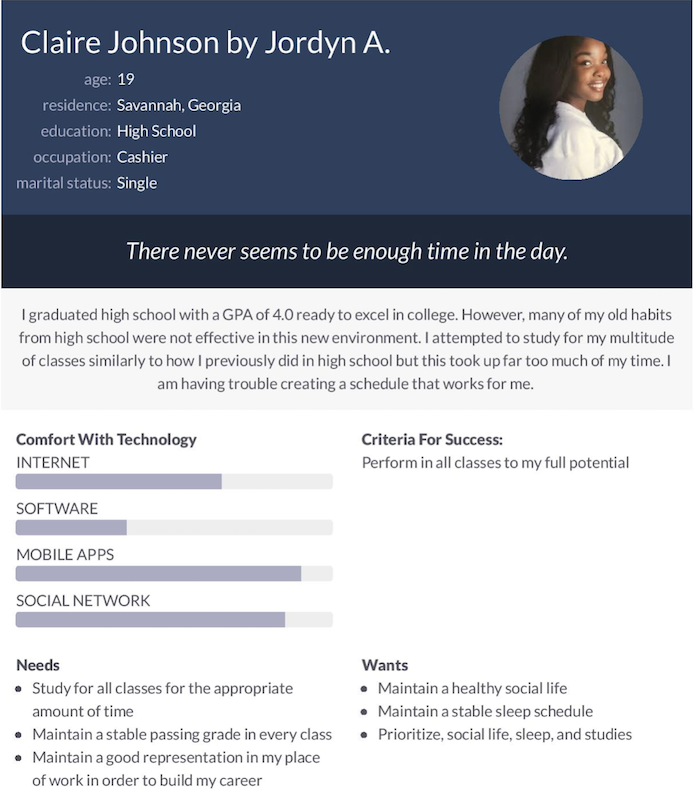 Claire Johnson by Jordyn A.
age: 19
residence: Savannah, Georgia
education: High School
occupation: Cashier
marital status: Single
There never seems to be enough time in the day.
I graduated high school with a GPA of 4.0 ready to excel in college. However, many of my old habits
from high school were not effective in this new environment. I attempted to study for my multitude
of classes similarly to how I previously did in high school but this took up far too much of my time. I
am having trouble creating a schedule that works for me.
Comfort With Technology
INTERNET
SOFTWARE
MOBILE APPS
SOCIAL NETWORK
Criteria For Success:
Perform in all classes to my full potential
Needs
• Study for all classes for the appropriate
amount of time
• Maintain a stable passing grade in every class
• Maintain a good representation in my place
of work in order to build my career
Wants
• Maintain a healthy social life
• Maintain a stable sleep schedule
• Prioritize, social life, sleep, and studies